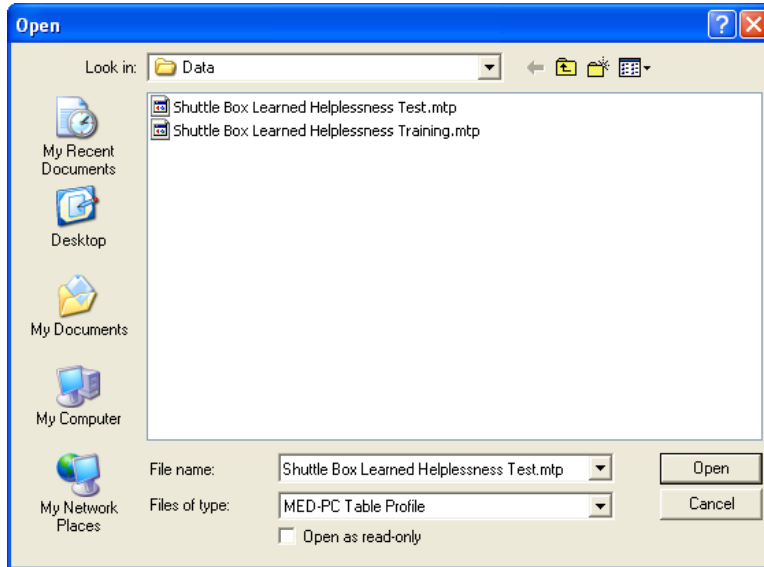 Open
Look in: Data
Shuttle Box Learned Helplessness Test.mtp
Shuttle Box Learned Helplessness Training.mtp
My Recent
Documents
Desktop
My Documents
My Computer
My Network
Places
File name: Shuttle Box Learned Helplessness Test.mtp Open
Files of type: MED-PC Table Profile Cancel
Open as read-only